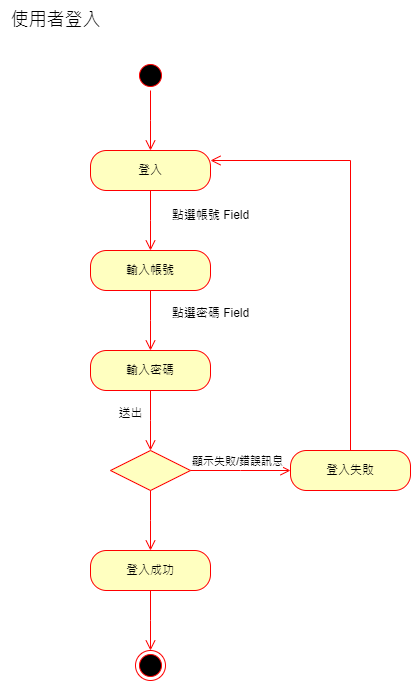 使用者登入
登入
點選帳號 Field
輸入帳號
點選密碼 Field
輸入密碼
送出
顯示失敗/錯誤訊息
登入失敗
登入成功